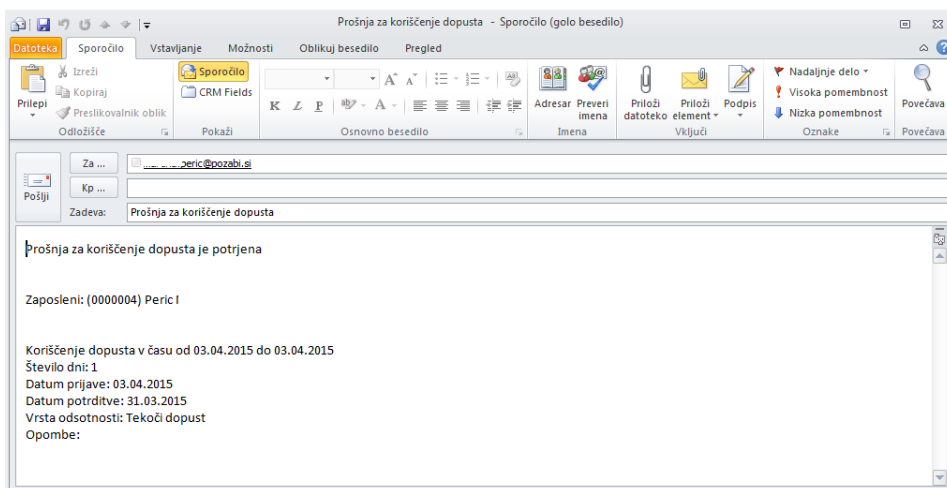 Prošnja za koriščenje dopusta - Sporočilo (golo besedilo)
Datoteka Sporočilo Vstavljanje Možnosti Oblikuj besedilo Pregled
Prilepi
Izreži
Kopiraj
Preslikovalnik oblik
Odložišče
Sporočilo
CRM Fields
Pokaži
K L P
Osnovno besedilo
Adresar Preveri imena
Imena
Priloži datoteko
Priloži element
Podpis
Vključi
Nadaljnje delo
Visoka pomembnost
Nizka pomembnost
Oznake
Povečava
Povečava
Pošlji
Za ... peric@pozabi.si
Kp ...
Zadeva: Prošnja za koriščenje dopusta
Prošnja za koriščenje dopusta je potrjena
Zaposleni: (0000004) Peric
Koriščenje dopusta v času od 03.04.2015 do 03.04.2015
Število dni: 1
Datum prijave: 03.04.2015
Datum potrditve: 31.03.2015
Vrsta odsotnosti: Tekoči dopust
Opombe: